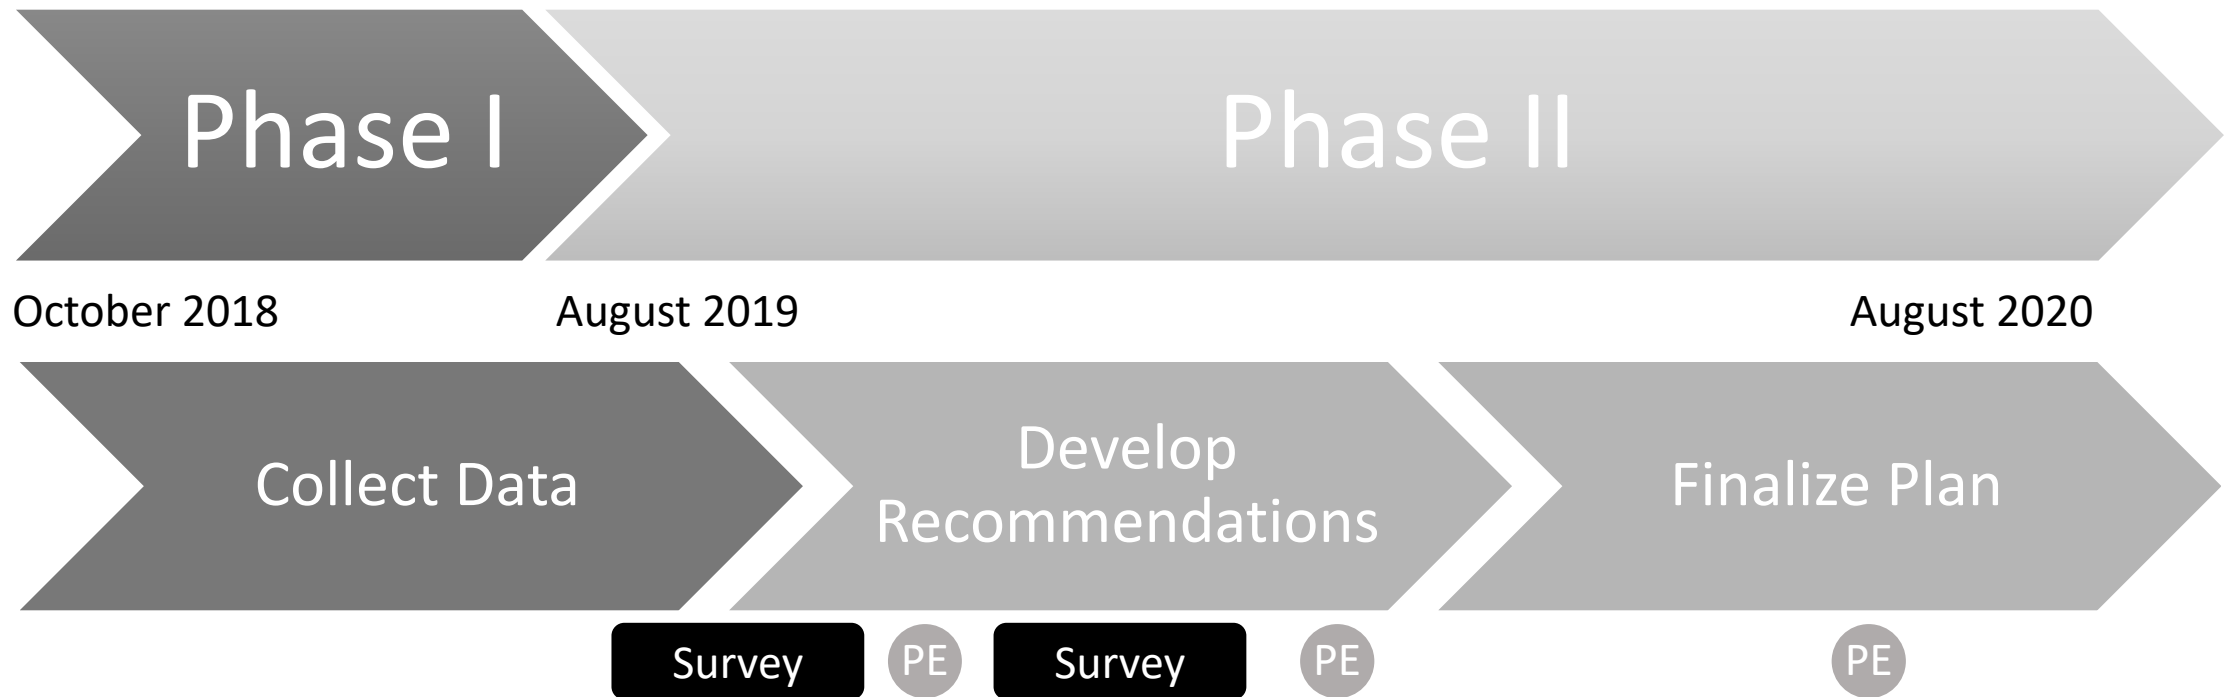 Phase I
Phase II
October 2018
August 2019
August 2020
Collect Data
Develop
Recommendations
Finalize Plan
Survey
PE
Survey
PE
PE